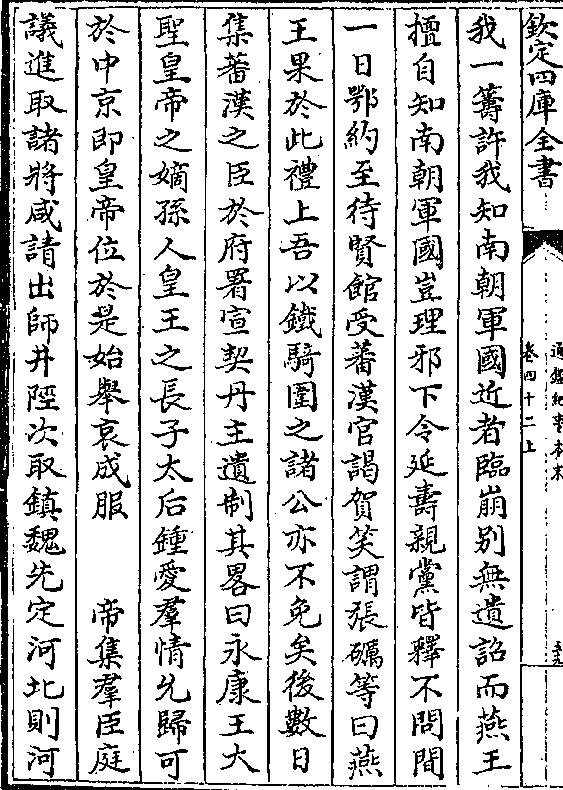 欽定四庫全書
通鑑紀事本末
卷四十二上
我一籌許我知南朝軍國近者臨崩別無遺詔而燕王
擅自知南朝軍國豈理邪下令延壽親黨皆釋不問間
一日鄂約至待賢館受蕃漢官謁賀笑謂張礪等曰燕
王果於此禮上吾以鐵騎圍之諸公亦不免矣後數日
集蕃漢之臣於府署宣契丹主遺制其畧曰永康王大
聖皇帝之嫡孫人皇王之長子太后鍾愛羣情允歸可
於中京即皇帝位於是始舉哀成服　　帝集羣臣庭
議進取諸將咸請出師井陘次取鎮魏先定河北則河